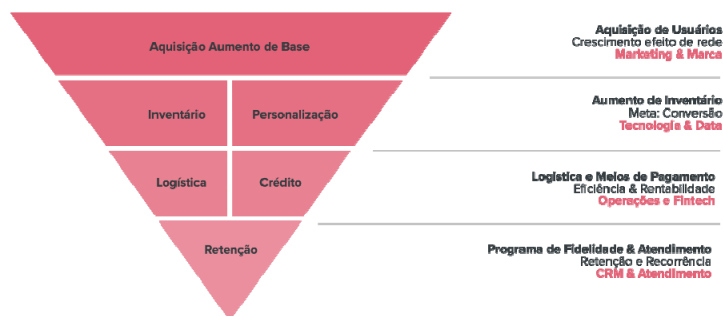 Aquisição Aumento de Base
Aquisição de Usuários
Crescimento efeito de rede
Marketing & Marca
Inventário
Personalização
Aumento de Inventário
Meta: Conversão
Tecnologia & Data
Logística
Crédito
Logística e Meios de Pagamento
Eficiência & Rentabilidade
Operações e Fintech
Retenção
Programa de Fidelidade & Atendimento
Retenção e Recorrência
CRM & Atendimento